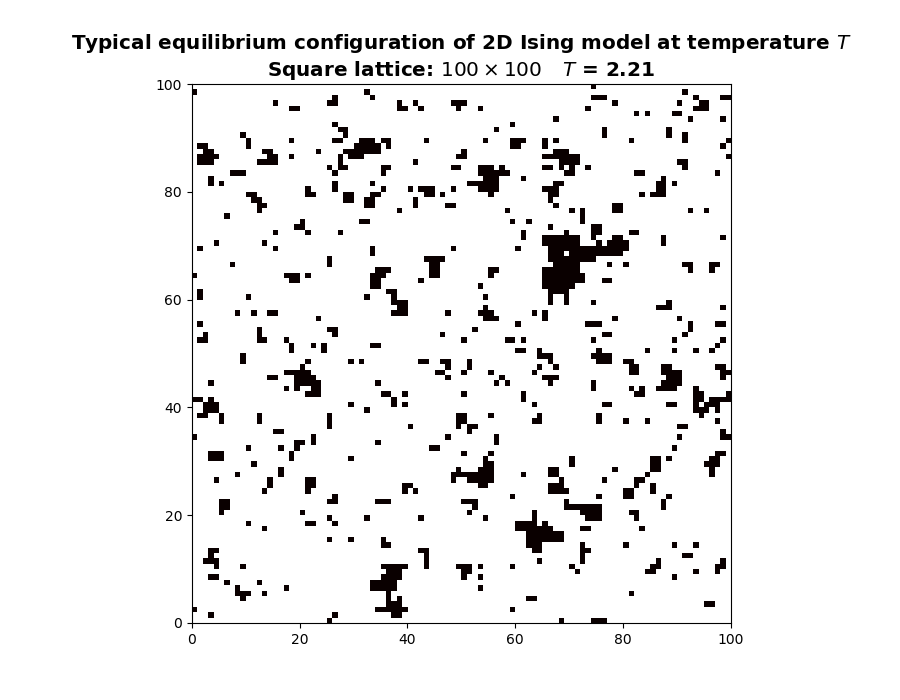 Typical equilibrium configuration of 2D Ising model at temperature T
Square lattice: 100 × 100 T = 2.21
100
80
60
40
20
0
0 20 40 60 80 100